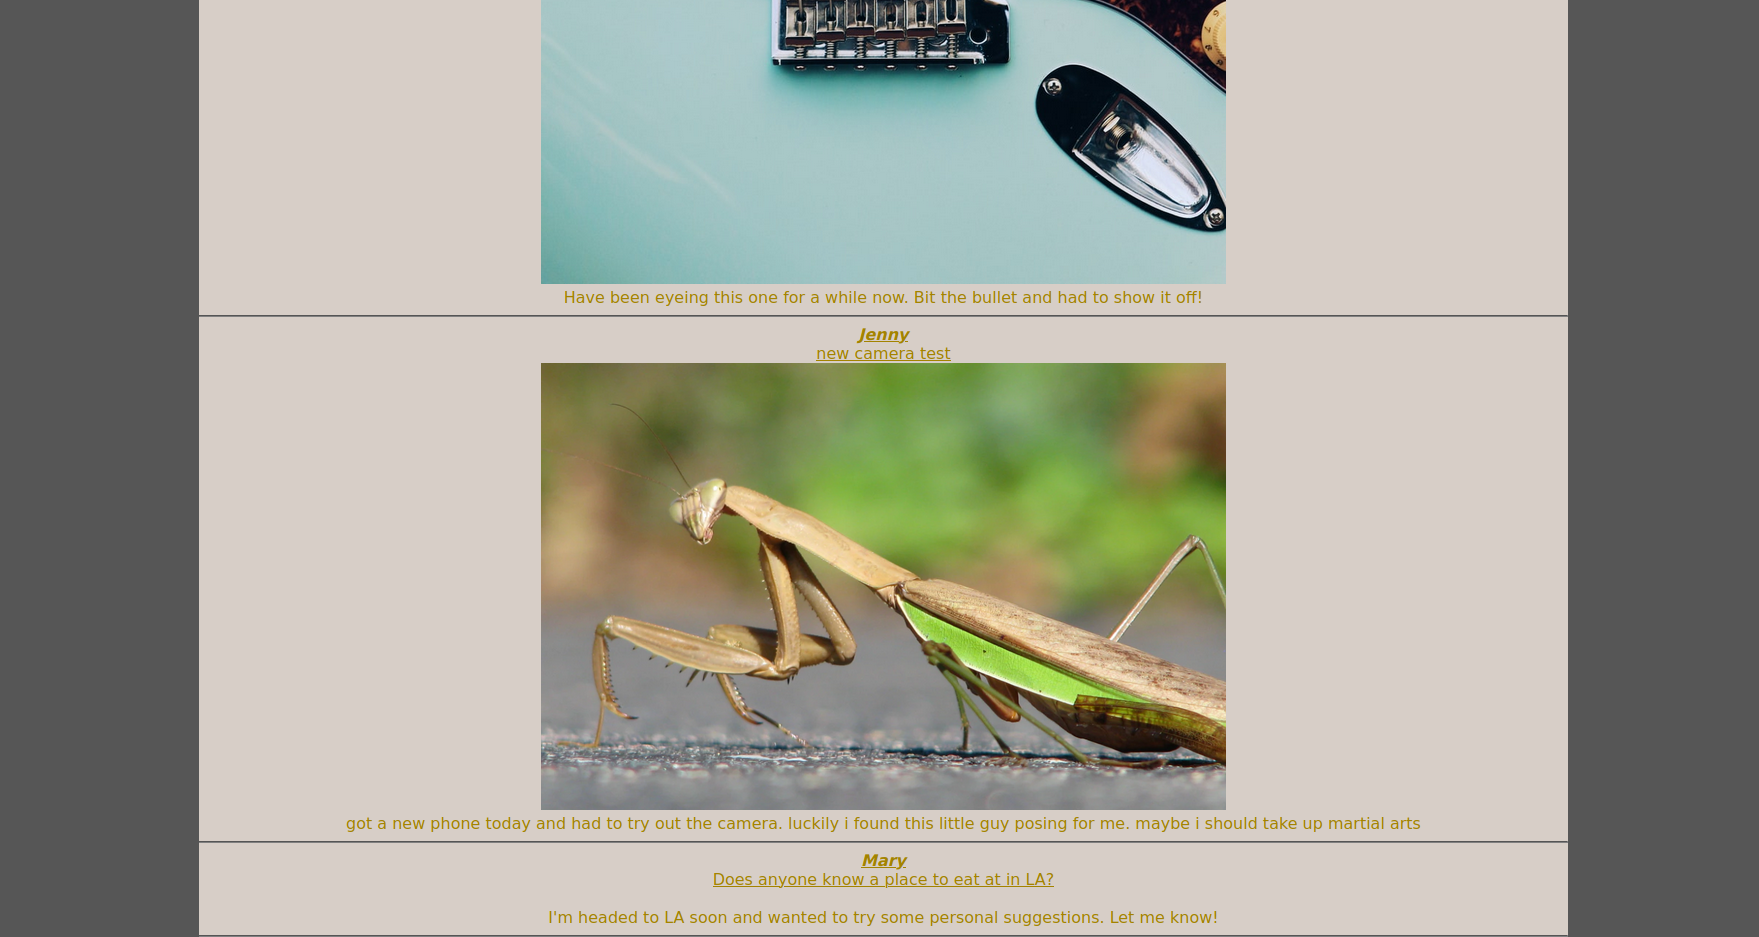 Have been eyeing this one for a while now. Bit the bullet and had to show it off!
Jenny
new camera test
got a new phone today and had to try out the camera. luckily i found this little guy posing for me. maybe i should take up martial arts
Mary
Does anyone know a place to eat at in LA?
I'm headed to LA soon and wanted to try some personal suggestions. Let me know!